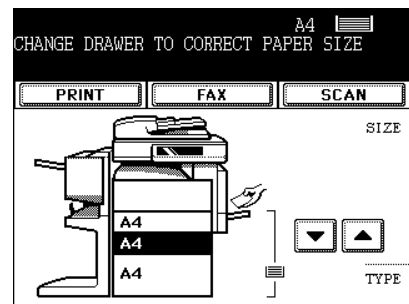 A4
CHANGE DRAWER TO CORRECT PAPER SIZE
PRINT FAX SCAN
SIZE
A4
A4
A4
TYPE